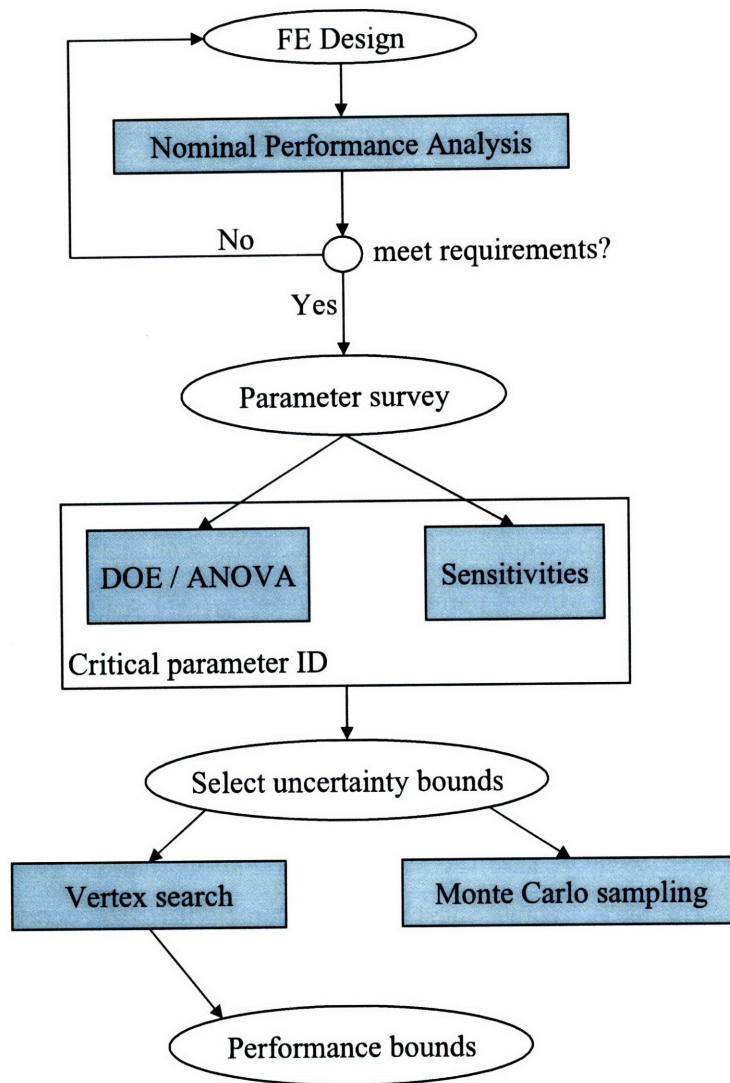 FE Design
Nominal Performance Analysis
No
meet requirements?
Yes
Parameter survey
DOE / ANOVA
Sensitivities
Critical parameter ID
Select uncertainty bounds
Vertex search
Monte Carlo sampling
Performance bounds